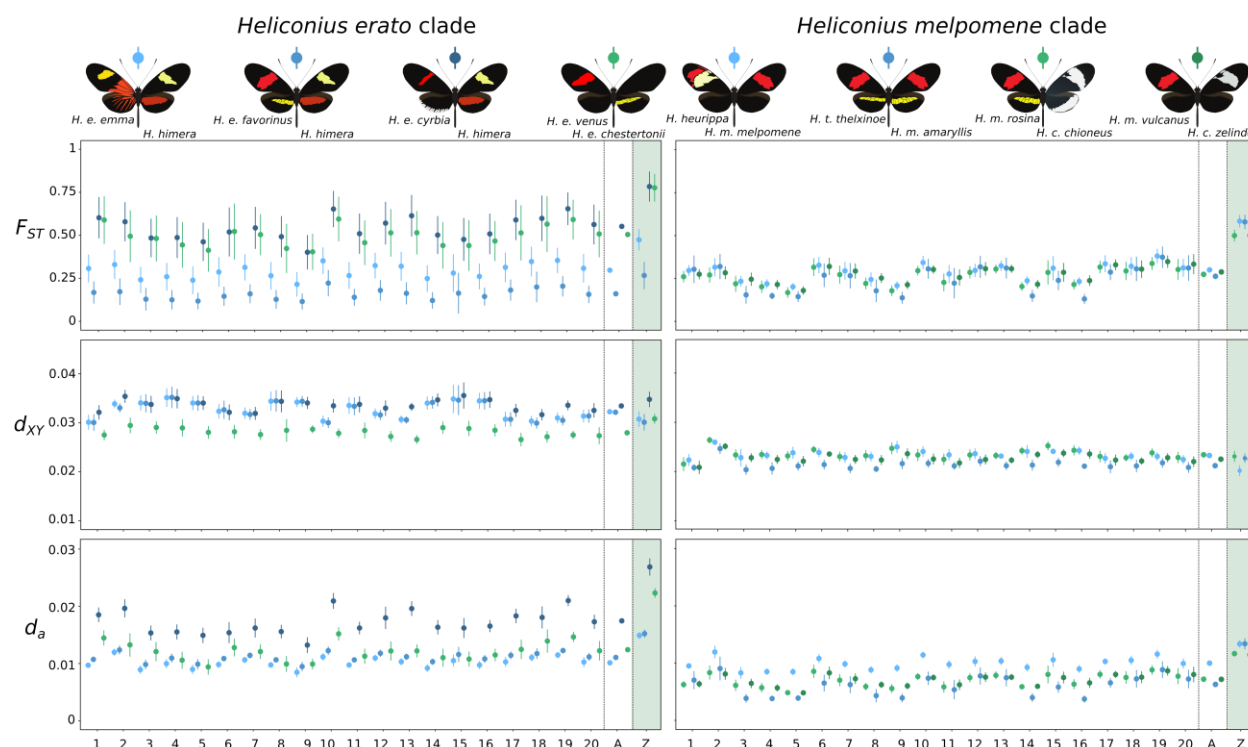 Heliconius erato clade
Heliconius melpomene clade
H. e. emma
H. himera
H. e. favorinus
H. himera
H. e. cyrbia
H. himera
H. e. venus
H. e. chestertonii
H. heurippa
H. m. melpomene
H. t. thelxinoe
H. m. amaryllis
H. m. rosina
H. c. chioneus
H. m. vulcanus
H. c. zelind
FST
1
0.75
0.50
0.25
0
dXY
0.04
0.03
0.02
0.01
da
0.03
0.02
0.01
0
1 2 3 4 5 6 7 8 9 10 11 12 13 14 15 16 17 18 19 20 A Z
1 2 3 4 5 6 7 8 9 10 11 12 13 14 15 16 17 18 19 20 A Z